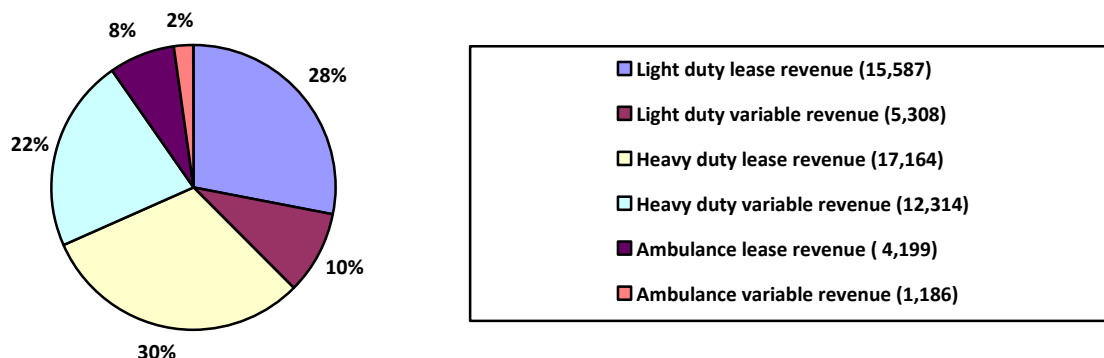 2%
8%
28%
22%
10%
30%
Light duty lease revenue (15,587)
Light duty variable revenue (5,308)
Heavy duty lease revenue (17,164)
Heavy duty variable revenue (12,314)
Ambulance lease revenue ( 4,199)
Ambulance variable revenue (1,186)